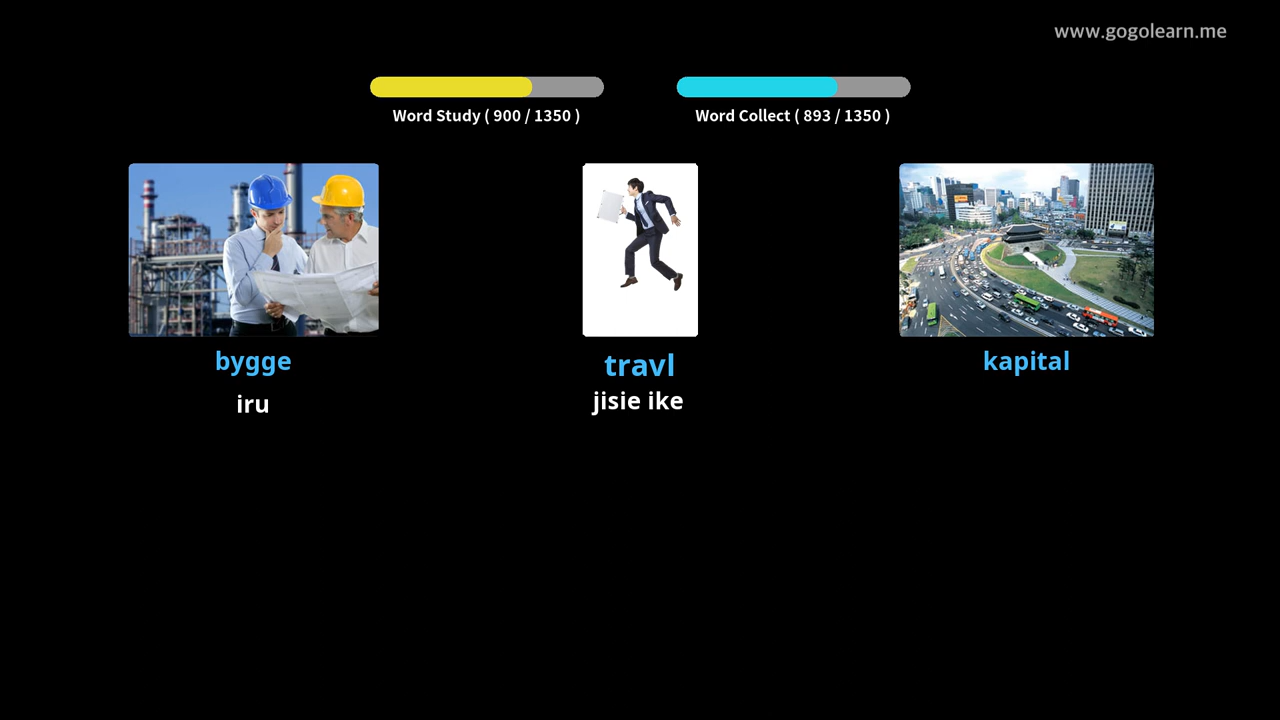 www.gogolearn.me
Word Study ( 900 / 1350 )
Word Collect ( 893 / 1350 )
bygge
travl
kapital
iru
jisie ike